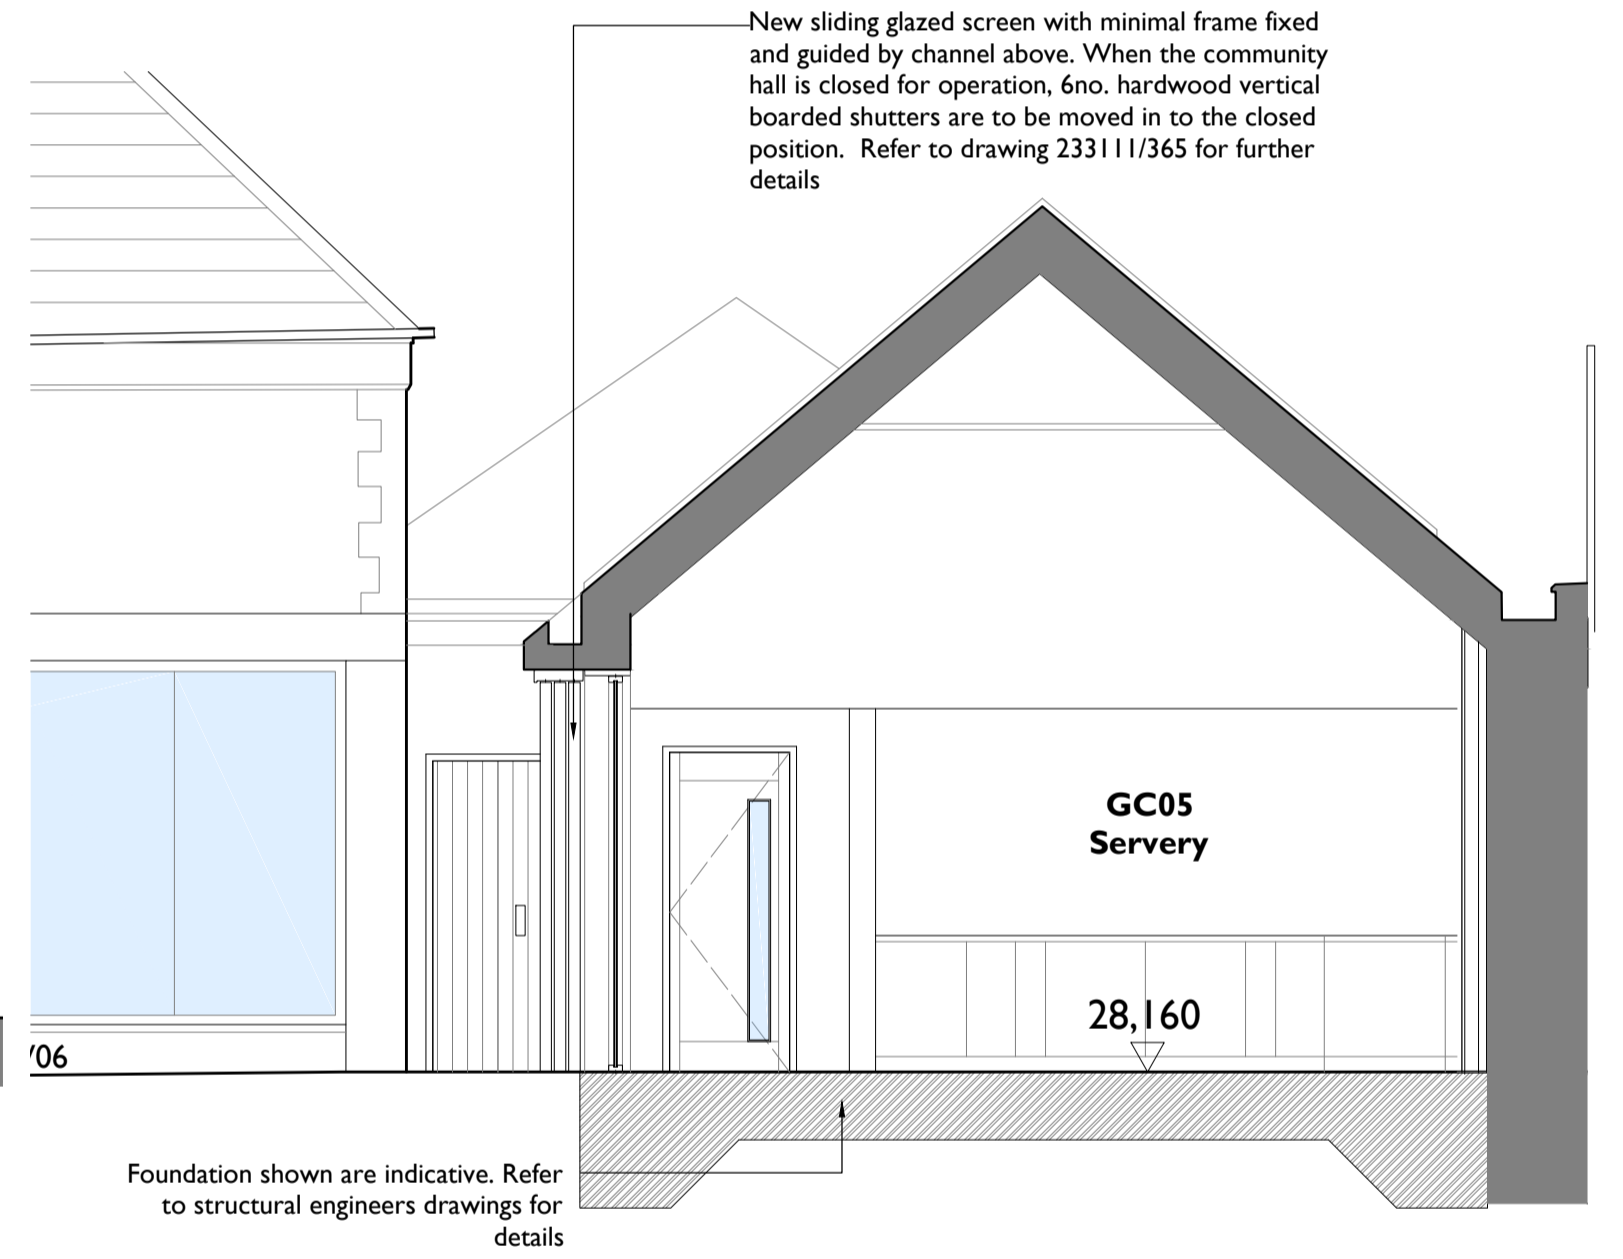 New sliding glazed screen with minimal frame fixed
and guided by channel above. When the community
hall is closed for operation, 6no. hardwood vertical
boarded shutters are to be moved in to the closed
position. Refer to drawing 233111/365 for further
details
GC05
Servery
28,160
/06
Foundation shown are indicative. Refer
to structural engineers drawings for
details